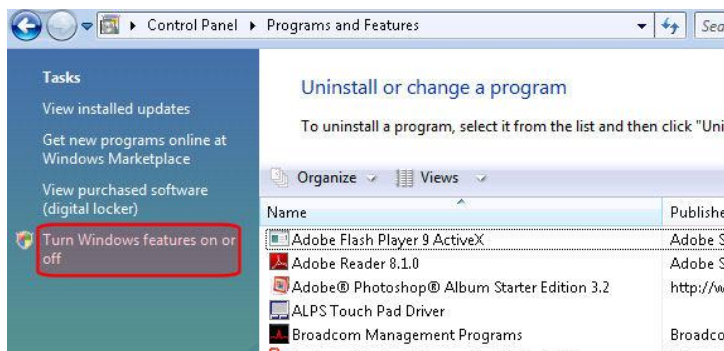 Control Panel ▸ Programs and Features
Sea
Tasks
View installed updates
Get new programs online at
Windows Marketplace
View purchased software
(digital locker)
Turn Windows features on or
off
Uninstall or change a program
To uninstall a program, select it from the list and then click "Uni
Organize
Views
Name
Publishe
Adobe Flash Player 9 ActiveX
Adobe S
Adobe Reader 8.1.0
Adobe S
Adobe® Photoshop® Album Starter Edition 3.2
http://w
ALPS Touch Pad Driver
Broadcom Management Programs
Broadco